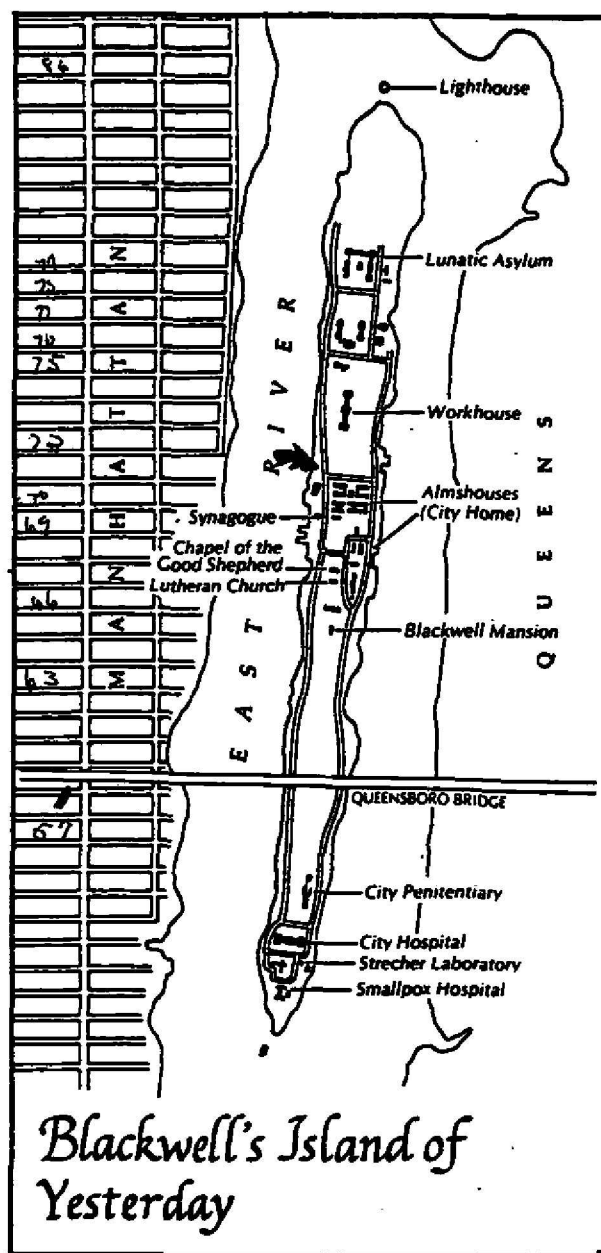 Lighthouse
Lunatic Asylum
Workhouse
Almshouses
(City Home)
Synagogue
Chapel of the
Good Shepherd
Lutheran Church
Blackwell Mansion
QUEENSBORO BRIDGE
City Penitentiary
City Hospital
Strecher Laboratory
Smallpox Hospital
MANHATTAN
EAST RIVER
QUEENS
75
69
66
63
57
Blackwell's Island of
Yesterday